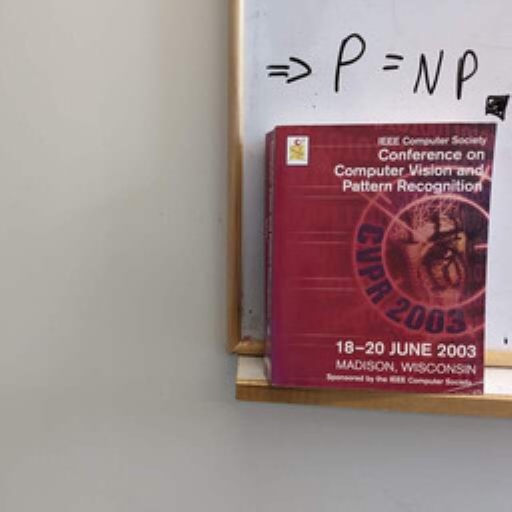 ⇒ P = NP
IEEE Computer Society
Conference on
Computer Vision and
Pattern Recognition
CVPR 2003
18–20 JUNE 2003
MADISON, WISCONSIN
Sponsored by the IEEE Computer Society